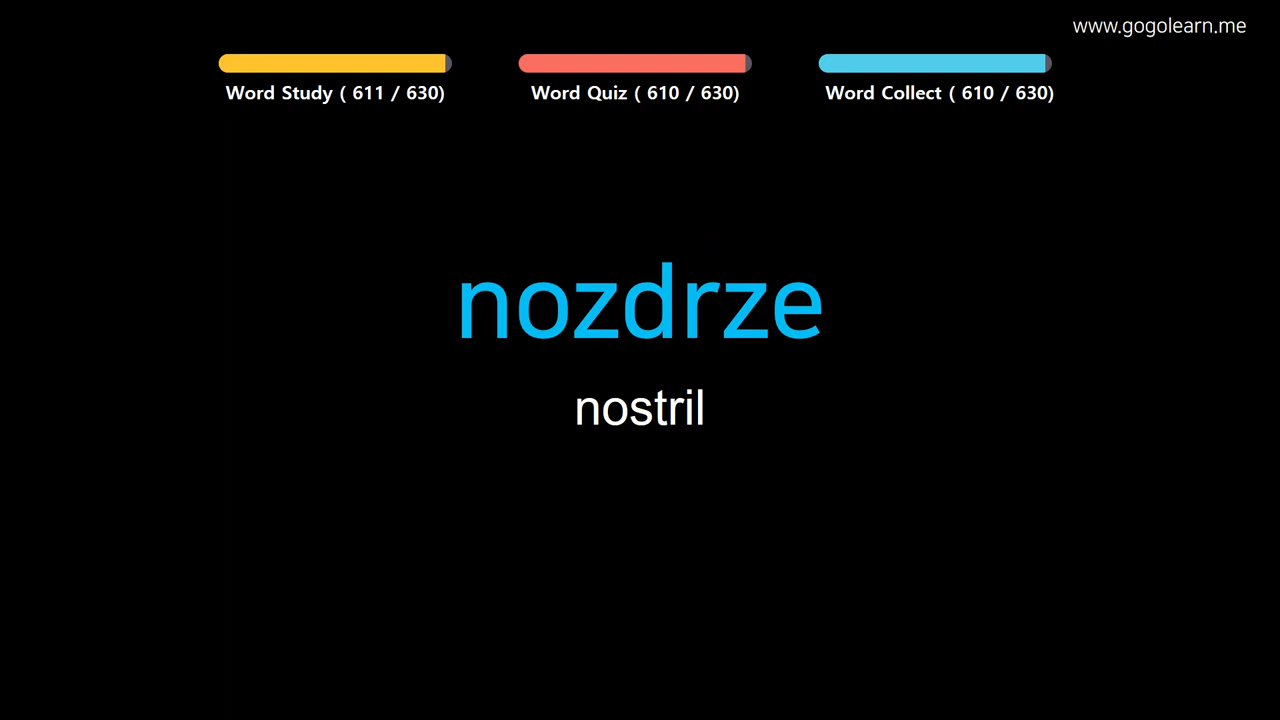 www.gogolearn.me
Word Study ( 611 / 630)
Word Quiz ( 610 / 630)
Word Collect ( 610 / 630)
nozdrze
nostril